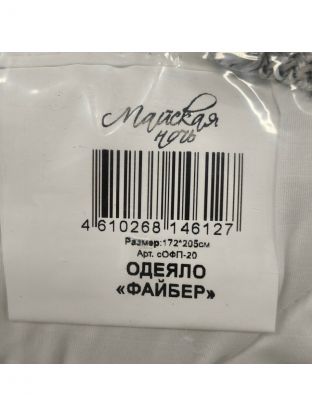 Майская
ночь
4 610268 146127
Размер:172*205см
Арт. сОФП-20
ОДЕЯЛО
«ФАЙБЕР»